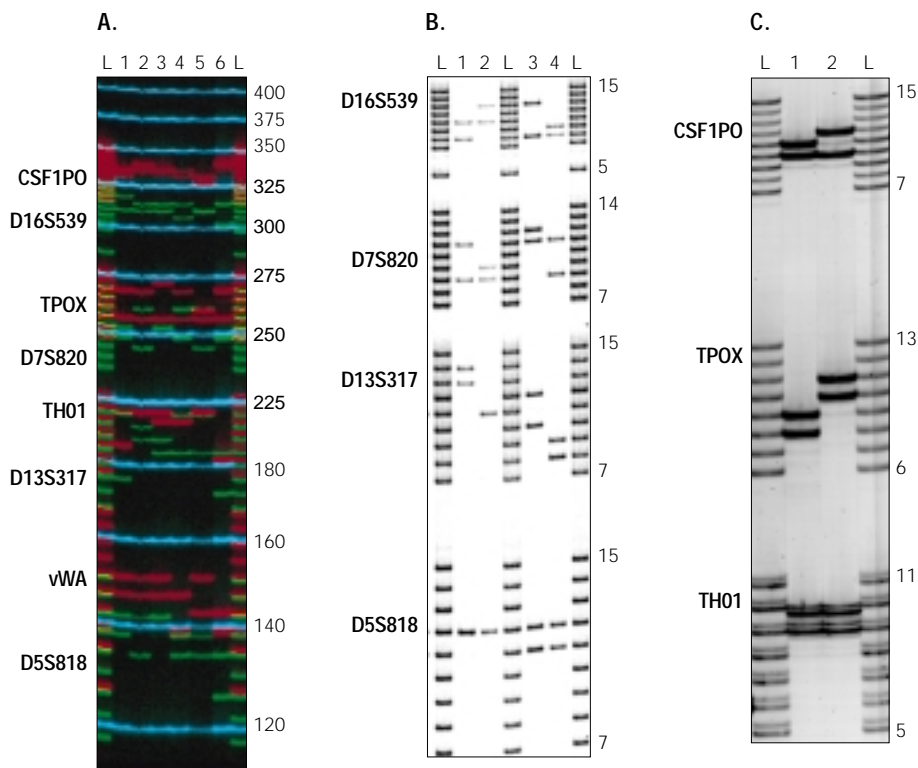 A.
L 1 2 3 4 5 6 L
400
375
350
CSF1PO
325
D16S539
300
275
TPOX
250
D7S820
225
TH01
D13S317
180
160
vWA
140
D5S818
120
B.
L 1 2 L 3 4 L
15
D16S539
5
14
D7S820
7
15
D13S317
7
15
D5S818
7
C.
L 1 2 L
15
CSF1PO
7
13
TPOX
6
11
TH01
5